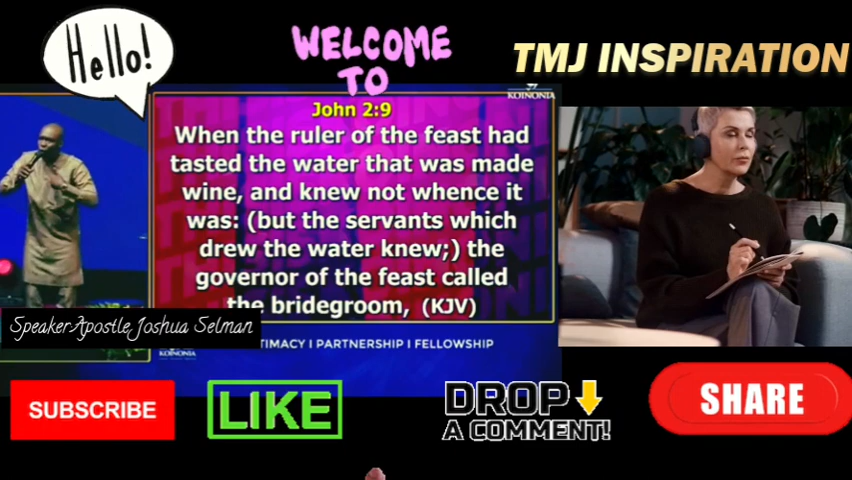 Hello!
WELCOME
TO
TMJ INSPIRATION
KOINONIA
John 2:9
When the ruler of the feast had
tasted the water that was made
wine, and knew not whence it
was: (but the servants which
drew the water knew;) the
governor of the feast called
the bridegroom, (KJV)
Speaker Apostle Joshua Selman
TIMACY I PARTNERSHIP I FELLOWSHIP
KOINONIA
SUBSCRIBE
LIKE
DROP
A COMMENT!
SHARE